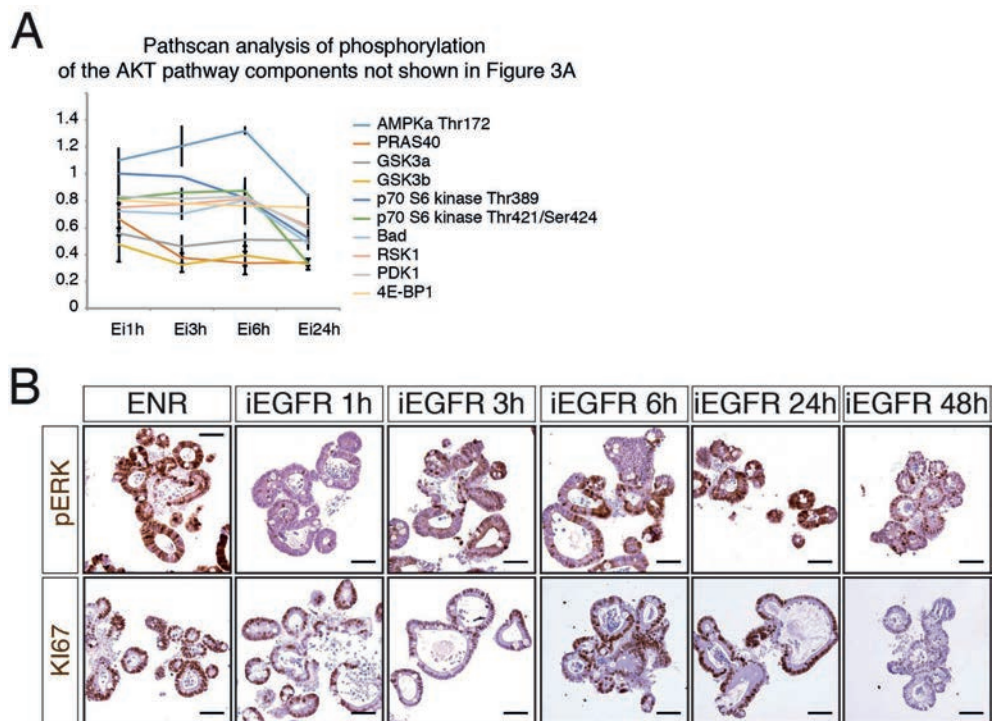 A
Pathscan analysis of phosphorylation
of the AKT pathway components not shown in Figure 3A
1.4
1.2
1
0.8
0.6
0.4
0.2
0
Ei1h Ei3h Ei6h Ei24h
AMPKa Thr172
PRAS40
GSK3a
GSK3b
p70 S6 kinase Thr389
p70 S6 kinase Thr421/Ser424
Bad
RSK1
PDK1
4E-BP1
B
ENR iEGFR 1h iEGFR 3h iEGFR 6h iEGFR 24h iEGFR 48h
pERK
KI67